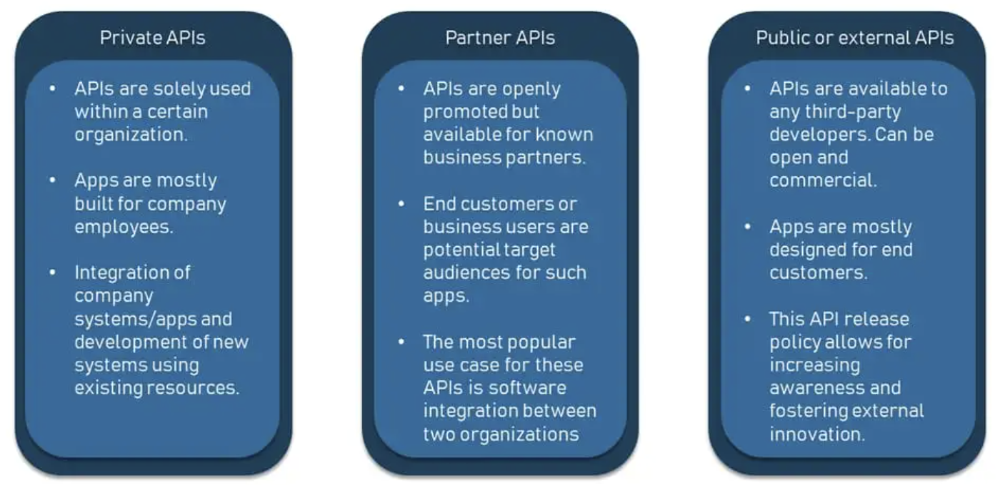 Private APIs
• APIs are solely used
within a certain
organization.
• Apps are mostly
built for company
employees.
• Integration of
company
systems/apps and
development of new
systems using
existing resources.
Partner APIs
• APIs are openly
promoted but
available for known
business partners.
• End customers or
business users are
potential target
audiences for such
apps.
• The most popular
use case for these
APIs is software
integration between
two organizations
Public or external APIs
• APIs are available to
any third-party
developers. Can be
open and
commercial.
• Apps are mostly
designed for end
customers.
• This API release
policy allows for
increasing
awareness and
fostering external
innovation.